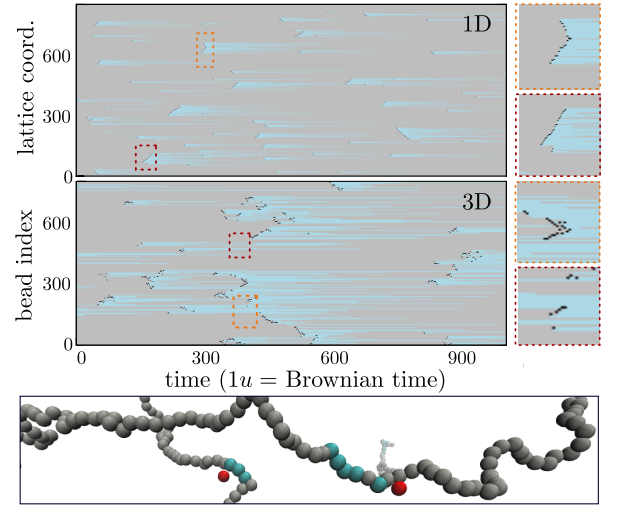 1D
lattice coord.
600
300
0
3D
bead index
600
300
0
0 300 600 900
time (1u = Brownian time)